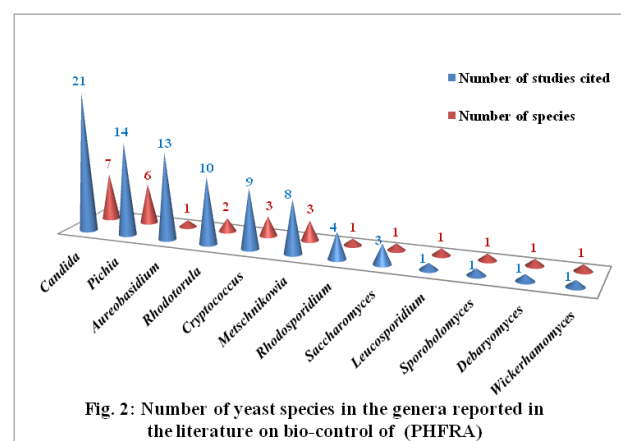 21
Number of studies cited
Number of species
14
13
10
9
8
7
6
1
2
3
3
4
1
3
1
1
1
1
1
1
1
1
1
Candida
Pichia
Aureobasidium
Rhodotorula
Cryptococcus
Metschnikowia
Rhodosporidium
Saccharomyces
Leucosporidium
Sporobolomyces
Debaryomyces
Wickerhamomyces
Fig. 2: Number of yeast species in the genera reported in
the literature on bio-control of (PHFRA)